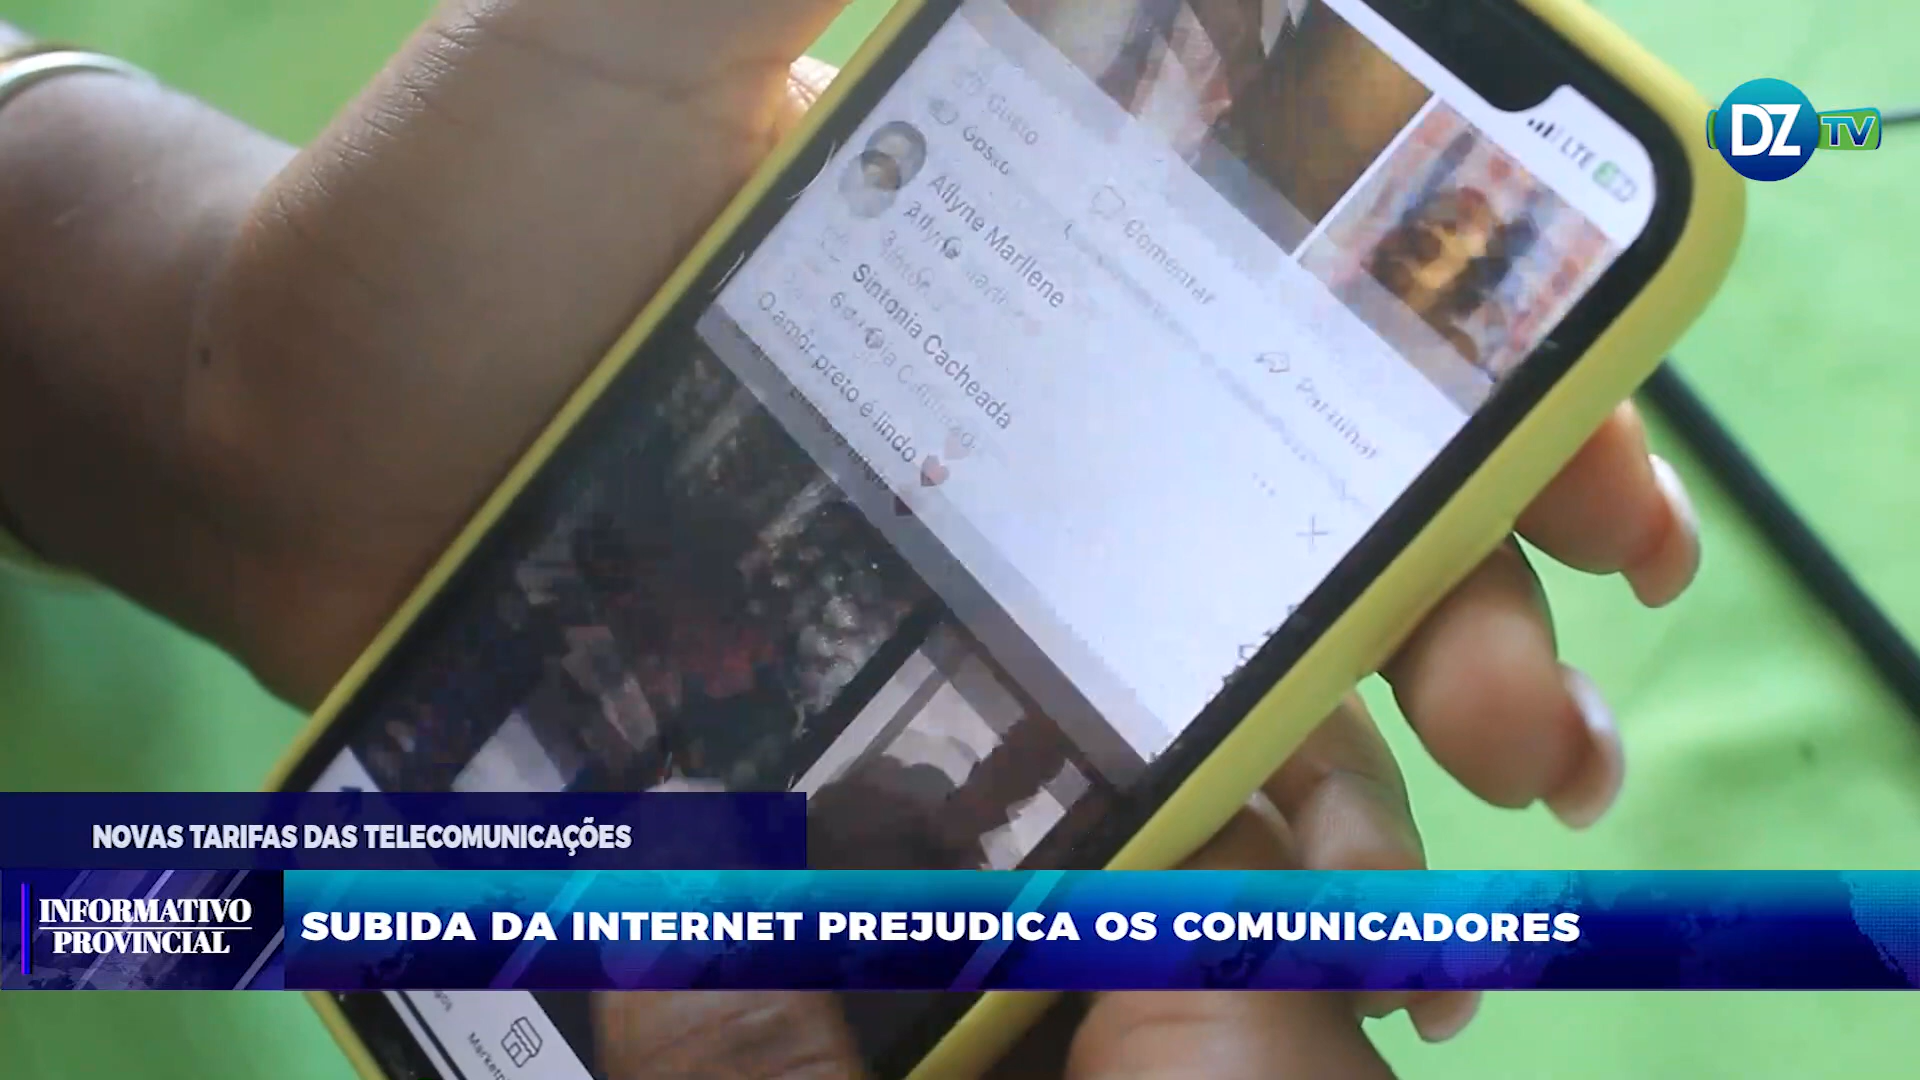 DZ TV
LTE
Gosto
Comentar
Partilhar
Allyne Marllene
Sintonia Cacheada
O amor preto é lindo
NOVAS TARIFAS DAS TELECOMUNICAÇÕES
INFORMATIVO
PROVINCIAL
SUBIDA DA INTERNET PREJUDICA OS COMUNICADORES